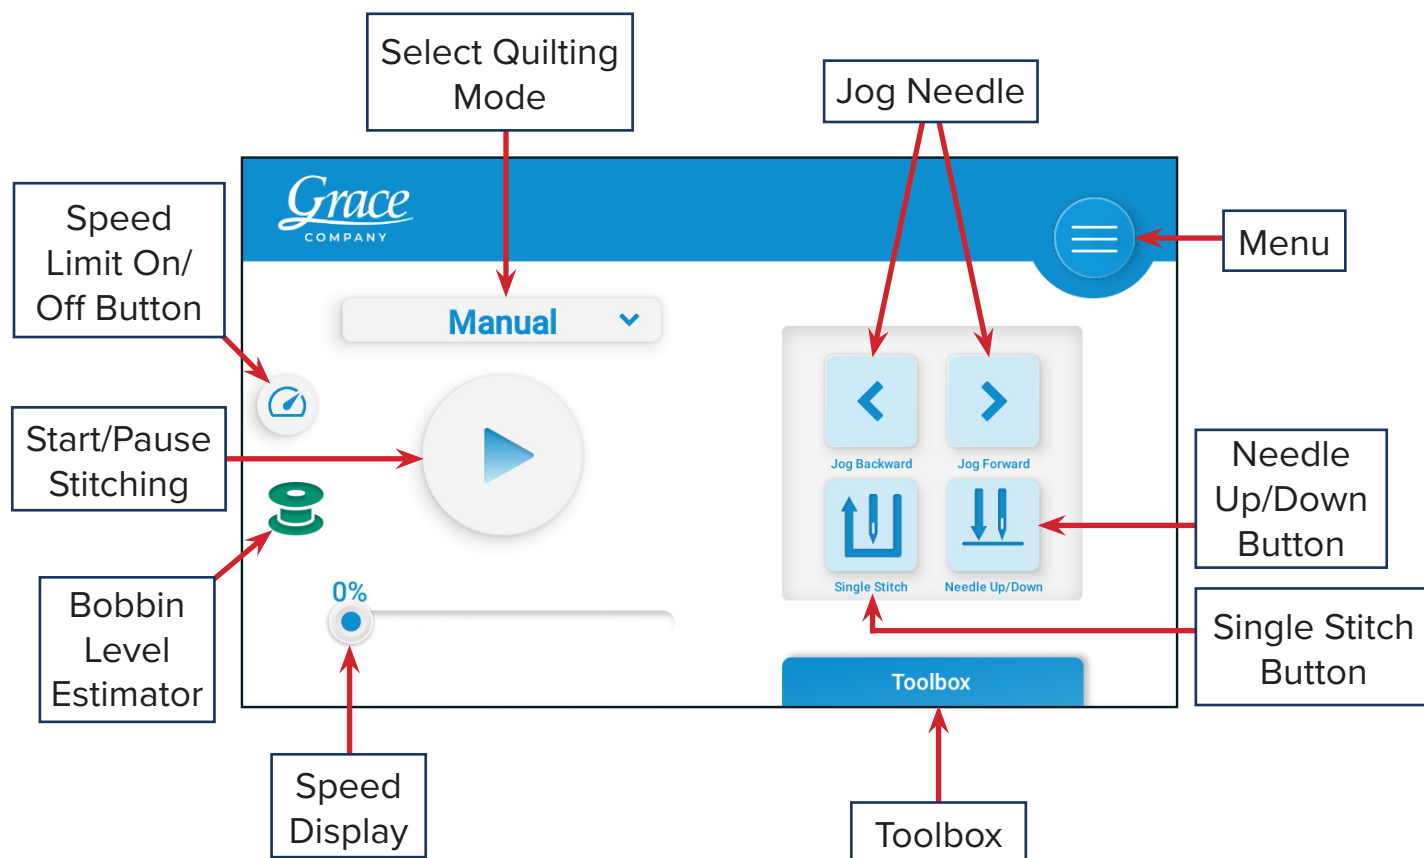 Select Quilting
Mode
Jog Needle
Speed
Limit On/
Off Button
Grace
COMPANY
Menu
Manual
Start/Pause
Stitching
Jog Backward
Jog Forward
Needle
Up/Down
Button
Bobbin
Level
Estimator
0%
Single Stitch
Needle Up/Down
Single Stitch
Button
Toolbox
Speed
Display
Toolbox